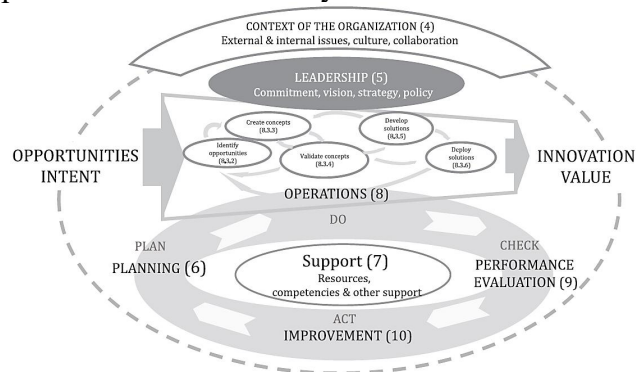 CONTEXT OF THE ORGANIZATION (4)
External & internal issues, culture, collaboration
LEADERSHIP (5)
Commitment, vision, strategy, policy
Create concepts
(8.3.3)
Develop
solutions
(8.3.5)
Identify
opportunities
(8.3.2)
Validate concepts
(8.3.4)
Deploy
solutions
(8.3.6)
OPPORTUNITIES
INTENT
INNOVATION
VALUE
OPERATIONS (8)
DO
PLAN
PLANNING (6)
Support (7)
Resources,
competencies & other support
CHECK
PERFORMANCE
EVALUATION (9)
ACT
IMPROVEMENT (10)